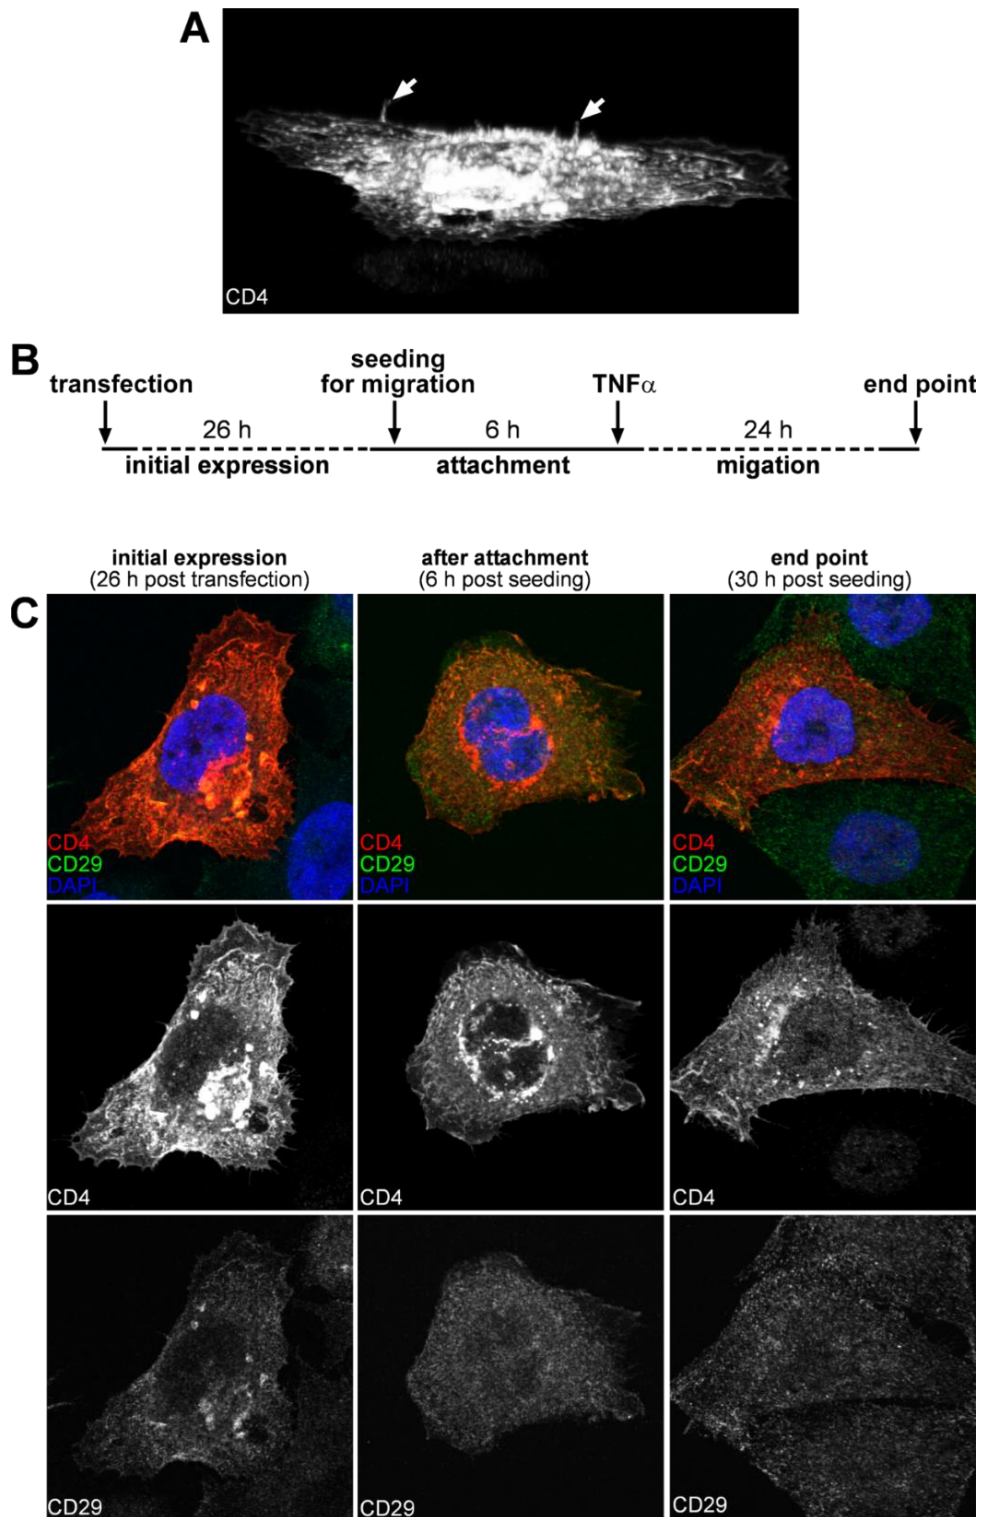 A
CD4
B
seeding
transfection for migration TNFα end point
26 h 6 h 24 h
initial expression attachment migation
initial expression after attachment end point
(26 h post transfection) (6 h post seeding) (30 h post seeding)
C
CD4 CD4 CD4
CD29 CD29 CD29
DAPI DAPI DAPI
CD4 CD4 CD4
CD29 CD29 CD29